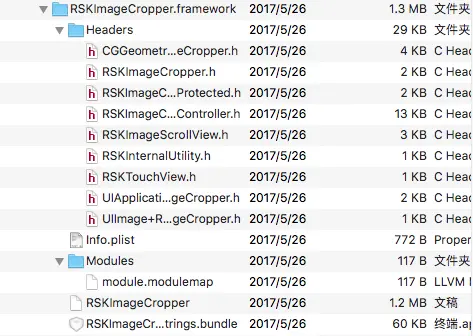 RSKImageCropper.framework 2017/5/26 1.3 MB 文件夹
Headers 2017/5/26 29 KB 文件夹
CGGeometr...eCropper.h 2017/5/26 4 KB C Head
RSKImageCropper.h 2017/5/26 2 KB C Head
RSKImageC...Protected.h 2017/5/26 2 KB C Head
RSKImageC...Controller.h 2017/5/26 13 KB C Head
RSKImageScrollView.h 2017/5/26 3 KB C Head
RSKInternalUtility.h 2017/5/26 1 KB C Head
RSKTouchView.h 2017/5/26 1 KB C Head
UIApplicati...geCropper.h 2017/5/26 2 KB C Head
UIImage+R...geCropper.h 2017/5/26 1 KB C Head
Info.plist 2017/5/26 772 B Proper
Modules 2017/5/26 117 B 文件夹
module.modulemap 2017/5/26 117 B LLVM I
RSKImageCropper 2017/5/26 1.2 MB 文稿
RSKImageCr...trings.bundle 2017/5/26 60 KB 终端.a